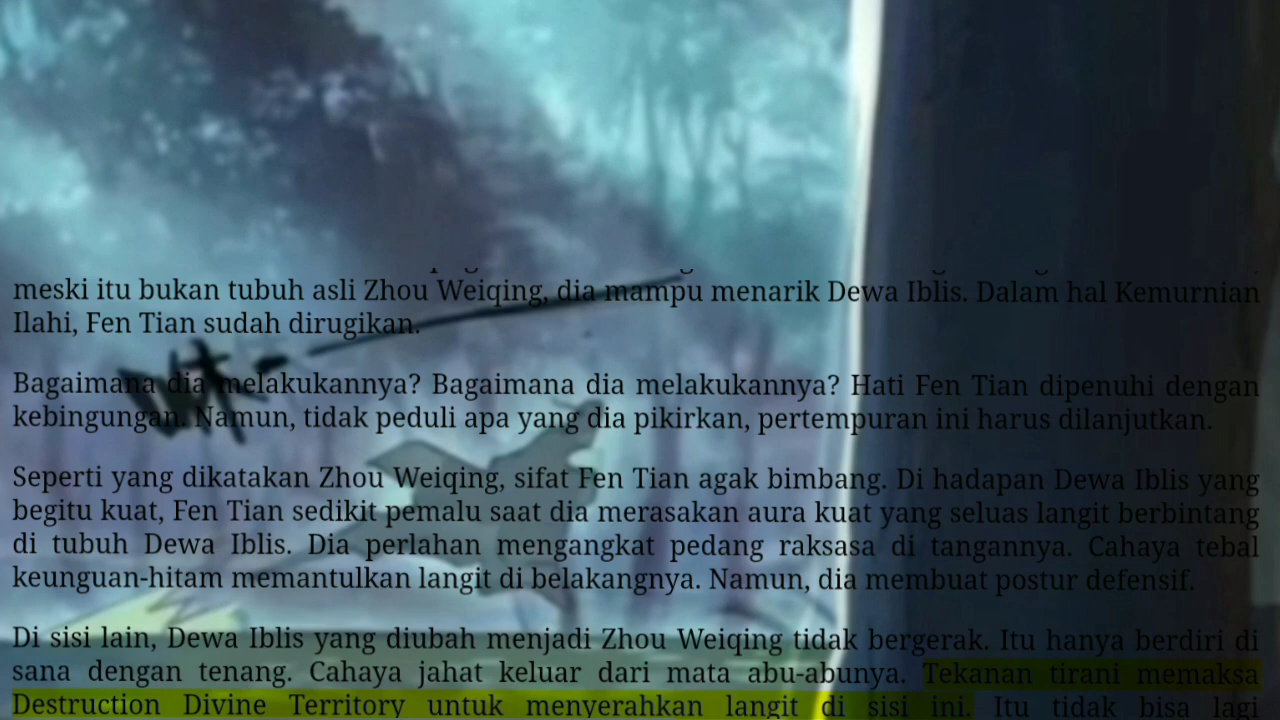 meski itu bukan tubuh asli Zhou Weiqing, dia mampu menarik Dewa Iblis. Dalam hal Kemurnian
Ilahi, Fen Tian sudah dirugikan.
Bagaimana dia melakukannya? Bagaimana dia melakukannya? Hati Fen Tian dipenuhi dengan
kebingungan. Namun, tidak peduli apa yang dia pikirkan, pertempuran ini harus dilanjutkan.
Seperti yang dikatakan Zhou Weiqing, sifat Fen Tian agak bimbang. Di hadapan Dewa Iblis yang
begitu kuat, Fen Tian sedikit pemalu saat dia merasakan aura kuat yang seluas langit berbintang
di tubuh Dewa Iblis. Dia perlahan mengangkat pedang raksasa di tangannya. Cahaya tebal
keunguan-hitam memantulkan langit di belakangnya. Namun, dia membuat postur defensif.
Di sisi lain, Dewa Iblis yang diubah menjadi Zhou Weiqing tidak bergerak. Itu hanya berdiri di
sana dengan tenang. Cahaya jahat keluar dari mata abu-abunya. Tekanan tirani memaksa
Destruction Divine Territory untuk menyerahkan langit di sisi ini. Itu tidak bisa lagi